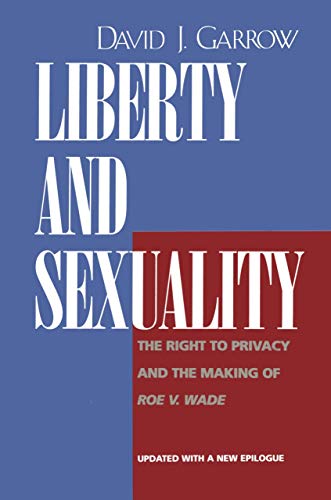 DAVID J. GARROW
LIBERTY
AND
SEXUALITY
THE RIGHT TO PRIVACY
AND THE MAKING OF
ROE V. WADE
UPDATED WITH A NEW EPILOGUE